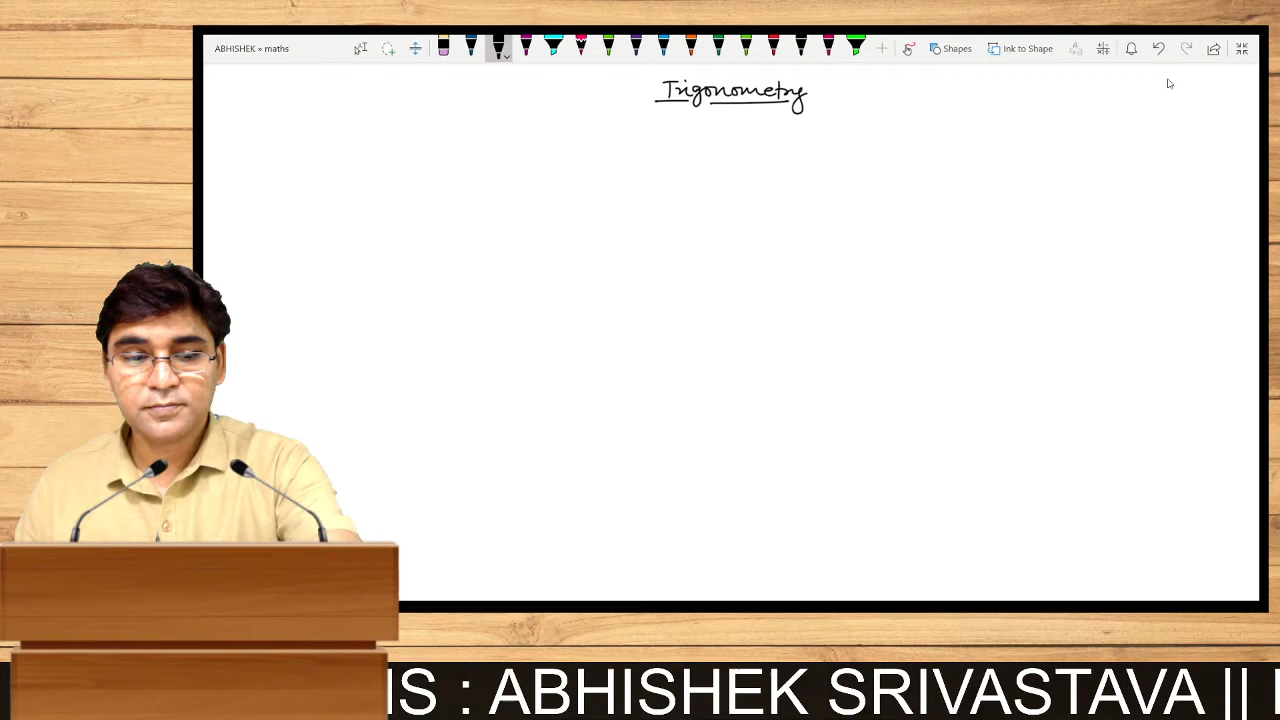 ABHISHEK » maths
Shapes
Ink to Shape
Trigonometry
IS : ABHISHEK SRIVASTAVA ||